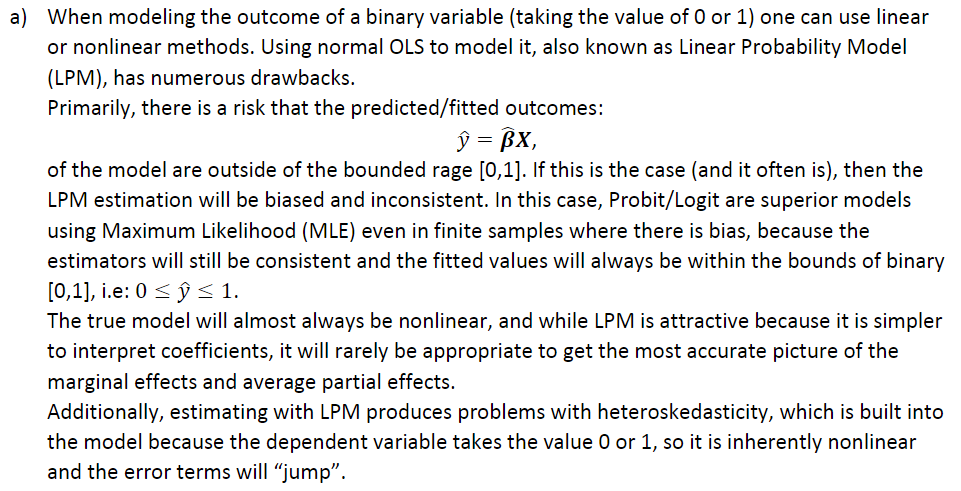 a) When modeling the outcome of a binary variable (taking the value of 0 or 1) one can use linear
or nonlinear methods. Using normal OLS to model it, also known as Linear Probability Model
(LPM), has numerous drawbacks.
Primarily, there is a risk that the predicted/fitted outcomes:
ŷ = β̂X,
of the model are outside of the bounded rage [0,1]. If this is the case (and it often is), then the
LPM estimation will be biased and inconsistent. In this case, Probit/Logit are superior models
using Maximum Likelihood (MLE) even in finite samples where there is bias, because the
estimators will still be consistent and the fitted values will always be within the bounds of binary
[0,1], i.e: 0 ≤ ŷ ≤ 1.
The true model will almost always be nonlinear, and while LPM is attractive because it is simpler
to interpret coefficients, it will rarely be appropriate to get the most accurate picture of the
marginal effects and average partial effects.
Additionally, estimating with LPM produces problems with heteroskedasticity, which is built into
the model because the dependent variable takes the value 0 or 1, so it is inherently nonlinear
and the error terms will “jump”.